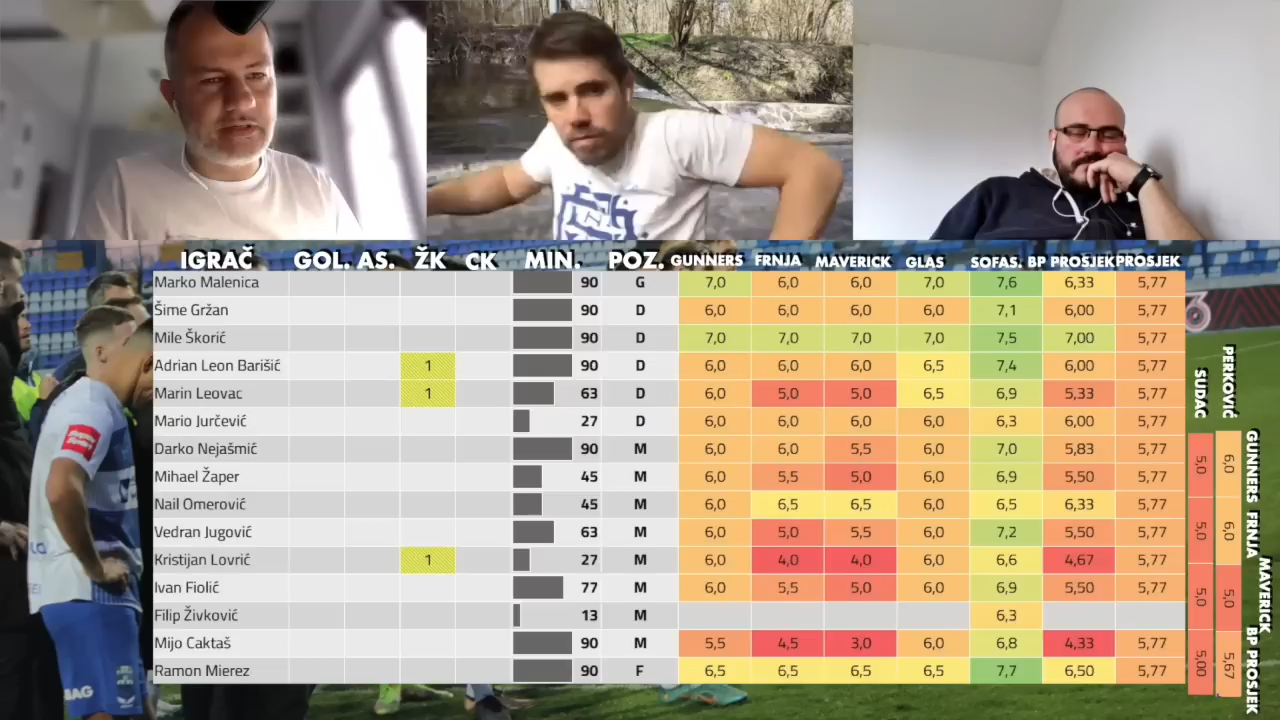 IGRAČ GOL. AS. ŽK CK MIN. POZ. GUNNERS FRNJA MAVERICK GLAS SOFAS. BP PROSJEK PROSJEK
Marko Malenica 90 G 7,0 6,0 6,0 7,0 7,6 6,33 5,77
Šime Gržan 90 D 6,0 6,0 6,0 6,0 7,1 6,00 5,77
Mile Škorić 90 D 7,0 7,0 7,0 7,0 7,5 7,00 5,77
Adrian Leon Barišić 1 90 D 6,0 6,0 6,0 6,5 7,4 6,00 5,77
Marin Leovac 1 63 D 6,0 5,0 5,0 6,5 6,9 5,33 5,77
Mario Jurčević 27 D 6,0 6,0 6,0 6,0 6,3 6,00 5,77
Darko Nejašmić 90 M 6,0 6,0 5,5 6,0 7,0 5,83 5,77
Mihael Žaper 45 M 6,0 5,5 5,0 6,0 6,9 5,50 5,77
Nail Omerović 45 M 6,0 6,5 6,5 6,0 6,5 6,33 5,77
Vedran Jugović 63 M 6,0 5,0 5,5 6,0 7,2 5,50 5,77
Kristijan Lovrić 1 27 M 6,0 4,0 4,0 6,0 6,6 4,67 5,77
Ivan Fiolić 77 M 6,0 5,5 5,0 6,0 6,9 5,50 5,77
Filip Živković 13 M 6,3
Mijo Caktaš 90 M 5,5 4,5 3,0 6,0 6,8 4,33 5,77
Ramon Mierez 90 F 6,5 6,5 6,5 6,5 7,7 6,50 5,77
PERKOVIĆ
SUDAC
GUNNERS FRNJA MAVERICK BP PROSJEK
6,0 6,0 5,0 5,67
5,0 5,0 5,0 5,00
BAG